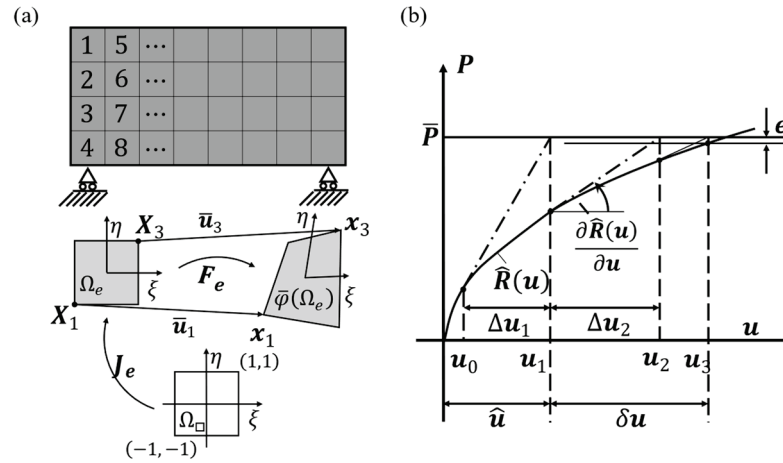 (a)
1 5 ...
2 6 ...
3 7 ...
4 8 ...
η X₃ ū₃ η x₃
Ωₑ ξ Fₑ φ̄(Ωₑ) ξ
X₁ ū₁ x₁
Jₑ η (1,1)
Ω□ ξ
(−1,−1)
(b)
P
P̄ e
∂R̂(u)
∂u
R̂(u)
Δu₁ Δu₂ u
u₀ u₁ u₂ u₃
û δu